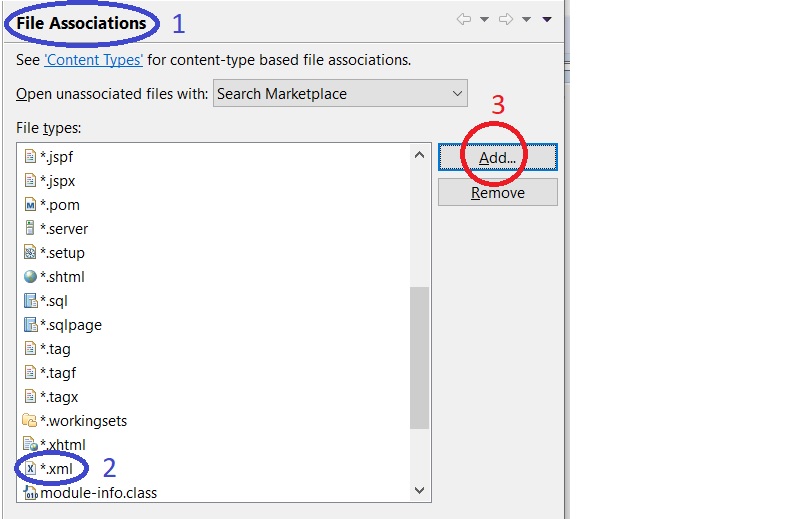 File Associations 1
See 'Content Types' for content-type based file associations.
Open unassociated files with: Search Marketplace
3
File types:
Add...
Remove
*.jspf
*.jspx
*.pom
*.server
*.setup
*.shtml
*.sql
*.sqlpage
*.tag
*.tagf
*.tagx
*.workingsets
*.xhtml
*.xml 2
module-info.class